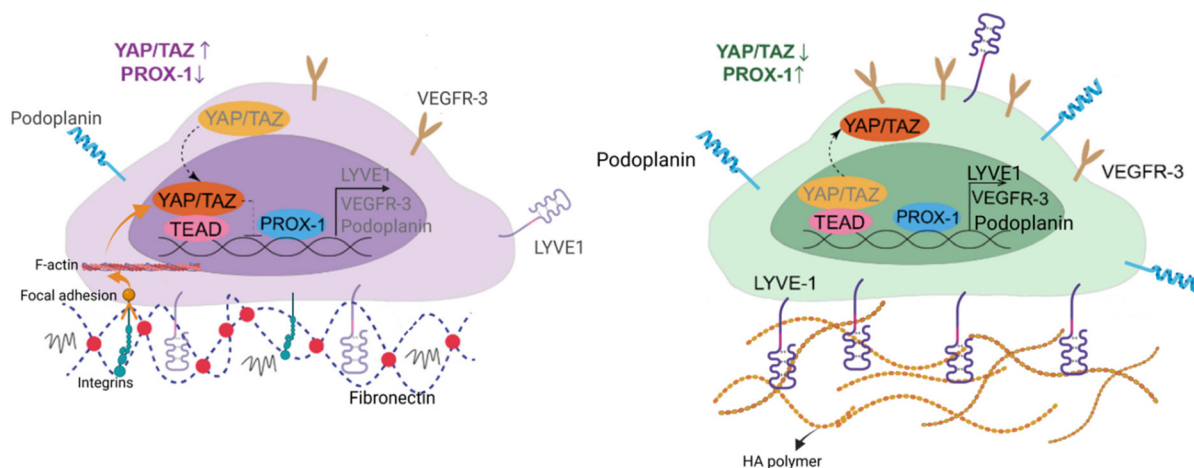 YAP/TAZ ↑
PROX-1↓
Podoplanin
YAP/TAZ
VEGFR-3
YAP/TAZ
TEAD
PROX-1
LYVE1
VEGFR-3
Podoplanin
LYVE1
F-actin
Focal adhesion
Integrins
Fibronectin
YAP/TAZ ↓
PROX-1↑
YAP/TAZ
Podoplanin
VEGFR-3
YAP/TAZ
TEAD
PROX-1
LYVE1
VEGFR-3
Podoplanin
LYVE-1
HA polymer